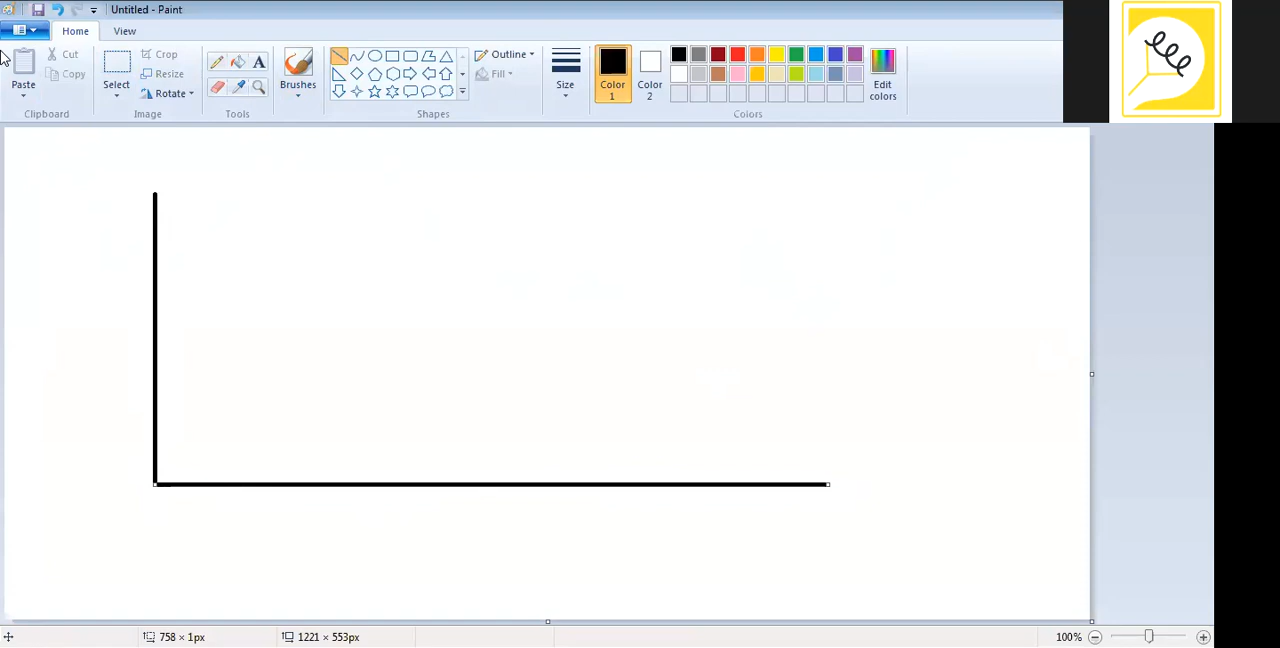 Untitled - Paint
Home View
Paste
Cut
Copy
Clipboard
Select
Crop
Resize
Rotate
Image
A
Tools
Brushes
Shapes
Outline
Fill
Size
Color 1
Color 2
Colors
Edit colors
758 × 1px 1221 × 553px 100%